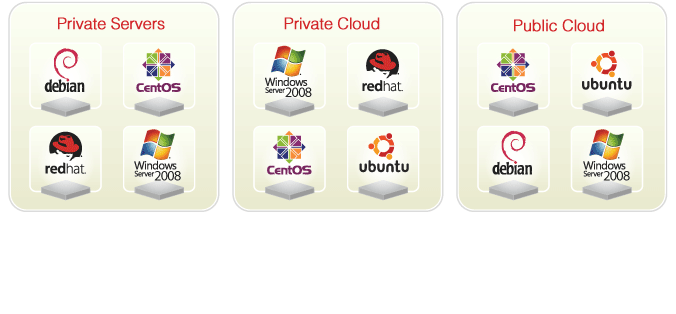 Private Servers
debian
CentOS
redhat.
Windows
Server 2008
Private Cloud
Windows
Server 2008
redhat.
CentOS
ubuntu
Public Cloud
CentOS
ubuntu
debian
Windows
Server 2008